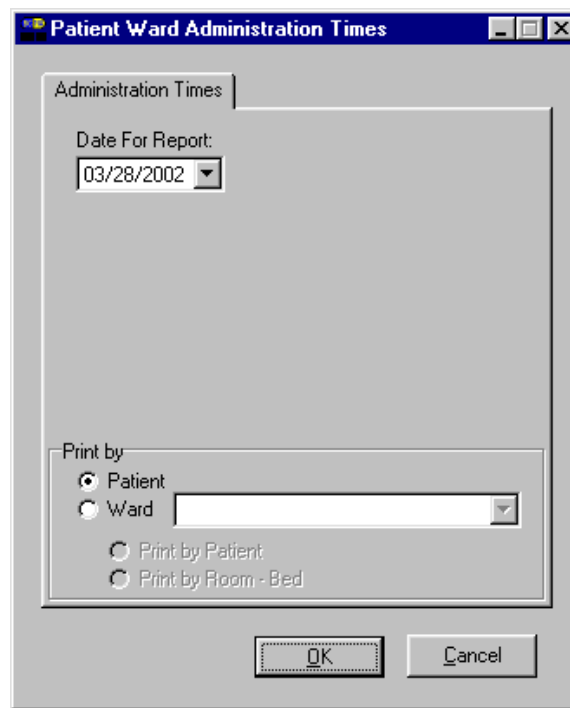 Patient Ward Administration Times
Administration Times
Date For Report:
03/28/2002
Print by
Patient
Ward
Print by Patient
Print by Room - Bed
OK
Cancel